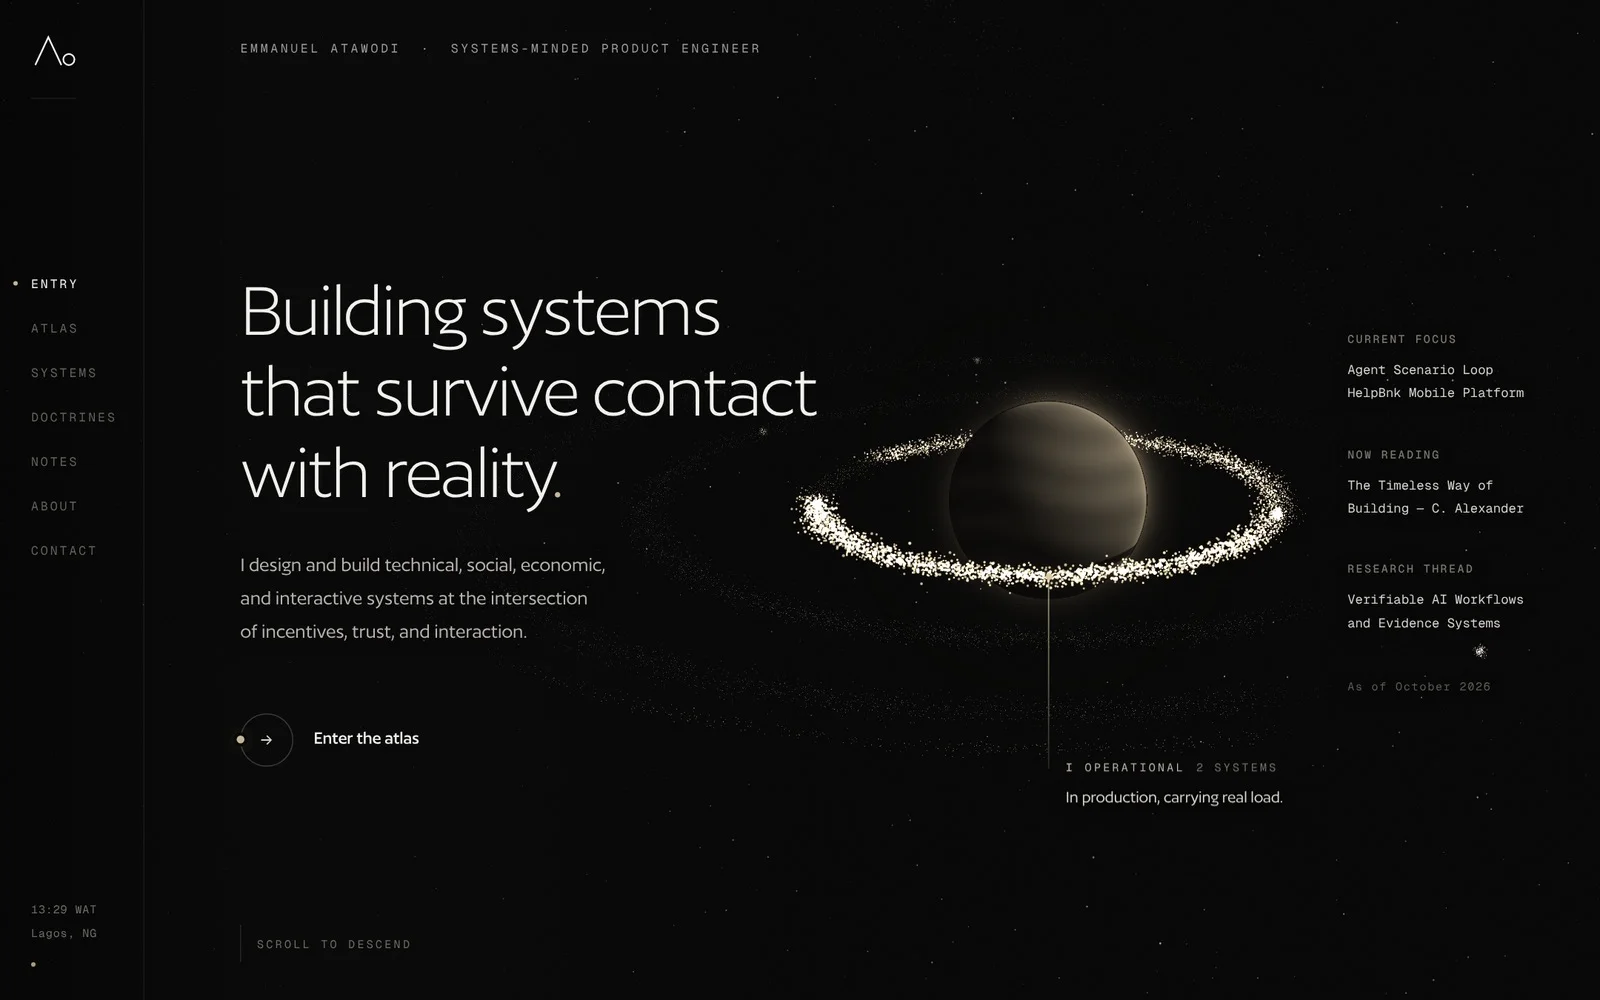 EMMANUEL ATAWODI · SYSTEMS-MINDED PRODUCT ENGINEER
ENTRY
ATLAS
SYSTEMS
DOCTRINES
NOTES
ABOUT
CONTACT
13:29 WAT
Lagos, NG
Building systems
that survive contact
with reality.
I design and build technical, social, economic,
and interactive systems at the intersection
of incentives, trust, and interaction.
→ Enter the atlas
SCROLL TO DESCEND
I OPERATIONAL 2 SYSTEMS
In production, carrying real load.
CURRENT FOCUS
Agent Scenario Loop
HelpBnk Mobile Platform
NOW READING
The Timeless Way of
Building — C. Alexander
RESEARCH THREAD
Verifiable AI Workflows
and Evidence Systems
As of October 2026